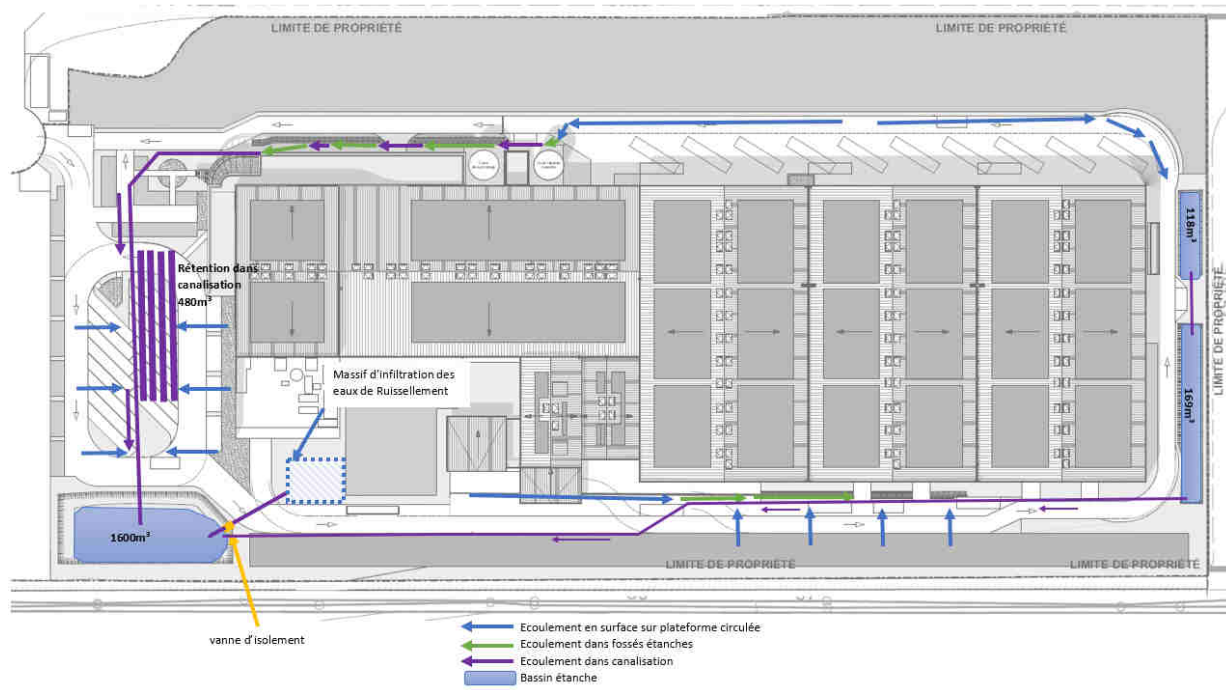 LIMITE DE PROPRIÉTÉ
LIMITE DE PROPRIÉTÉ
118m³
Rétention dans
canalisation
480m³
LIMITE DE PROPRIÉTÉ
Massif d'infiltration des
eaux de Ruissellement
169m³
1600m³
LIMITE DE PROPRIÉTÉ
LIMITE DE PROPRIÉTÉ
vanne d'isolement
Ecoulement en surface sur plateforme circulée
Ecoulement dans fossés étanches
Ecoulement dans canalisation
Bassin étanche